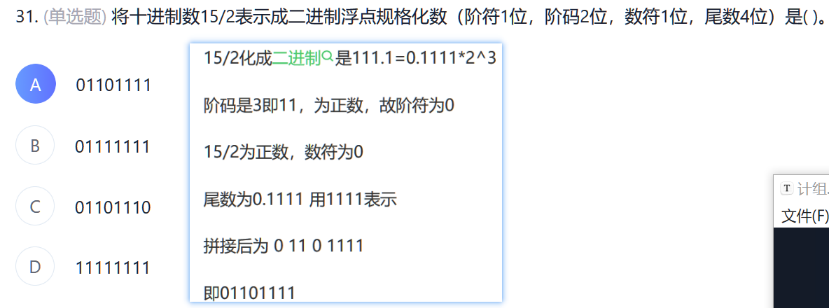 31. (单选题) 将十进制数15/2表示成二进制浮点规格化数（阶符1位，阶码2位，数符1位，尾数4位）是( )。
A 01101111
B 01111111
C 01101110
D 11111111
15/2化成二进制是111.1=0.1111*2^3
阶码是3即11，为正数，故阶符为0
15/2为正数，数符为0
尾数为0.1111 用1111表示
拼接后为 0 11 0 1111
即01101111
T 计组.
文件(F)